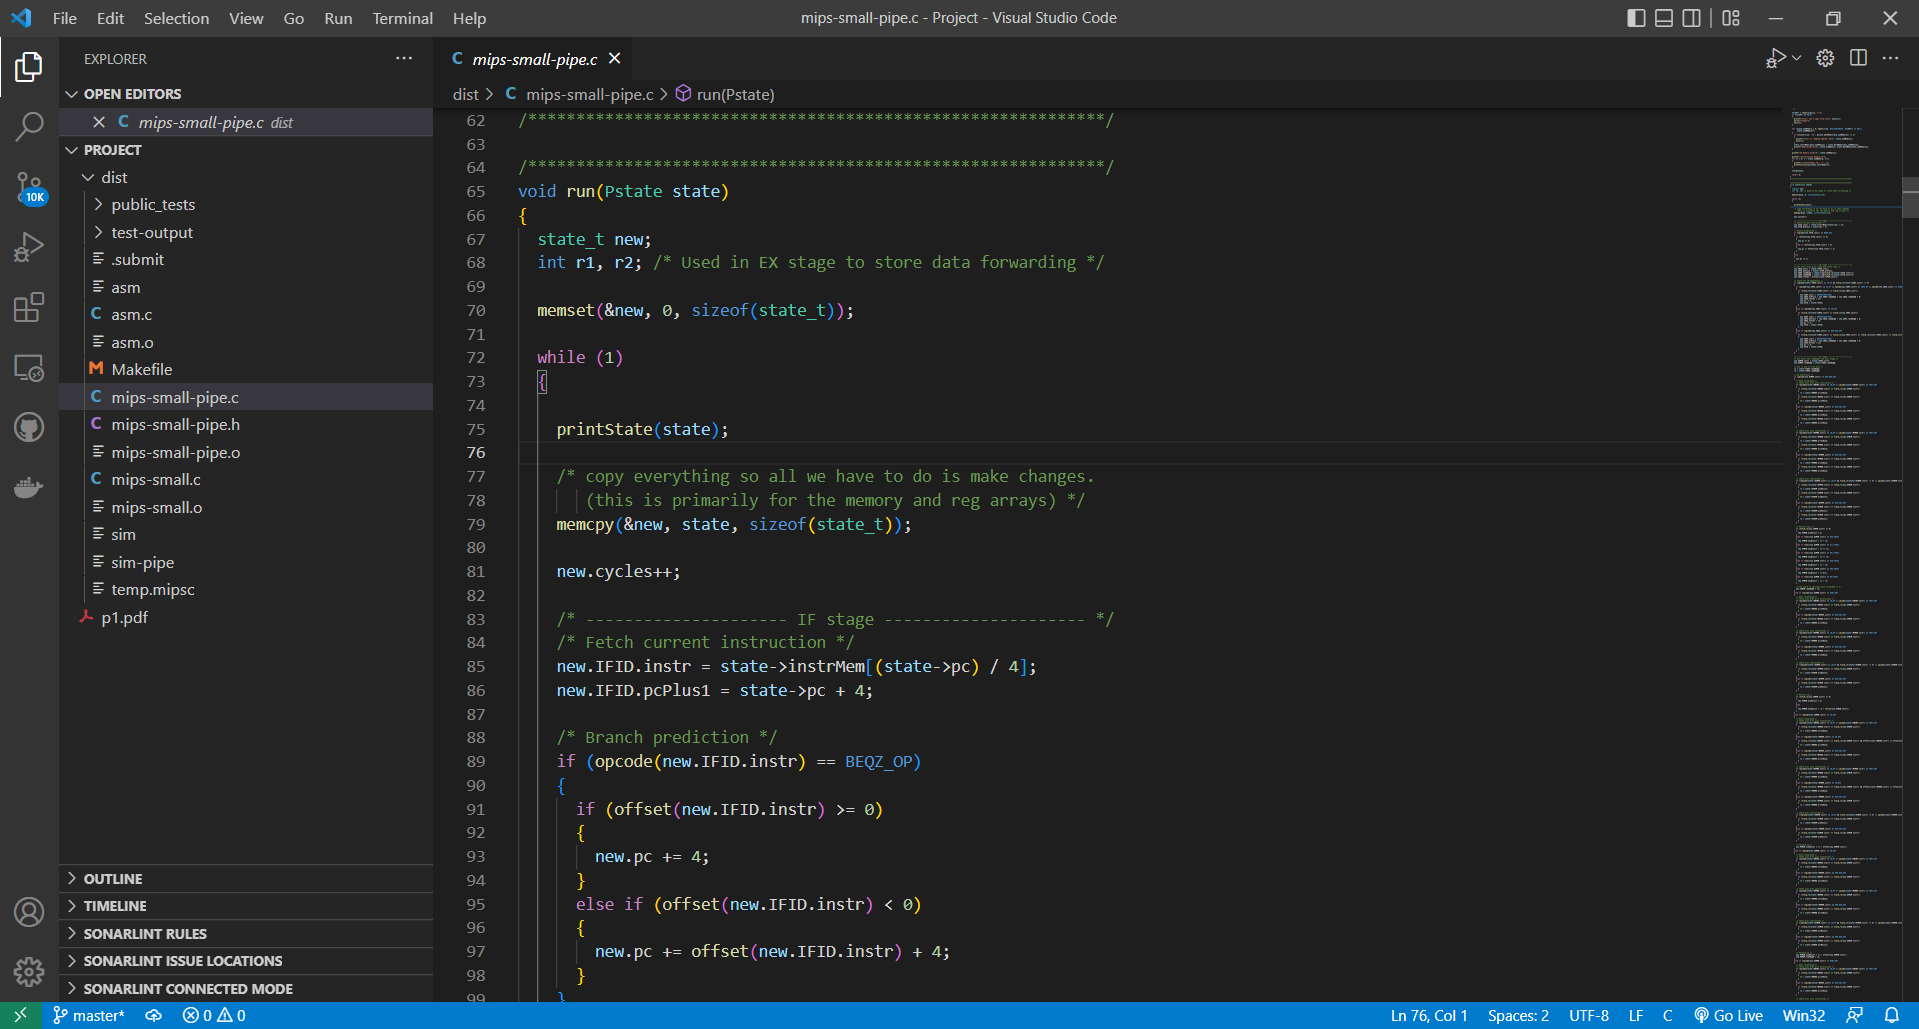 File Edit Selection View Go Run Terminal Help
mips-small-pipe.c - Project - Visual Studio Code
EXPLORER
OPEN EDITORS
mips-small-pipe.c dist
PROJECT
dist
public_tests
test-output
.submit
asm
C asm.c
asm.o
M Makefile
C mips-small-pipe.c
C mips-small-pipe.h
mips-small-pipe.o
C mips-small.c
mips-small.o
sim
sim-pipe
temp.mipsc
p1.pdf
OUTLINE
TIMELINE
SONARLINT RULES
SONARLINT ISSUE LOCATIONS
SONARLINT CONNECTED MODE
10K
C mips-small-pipe.c
dist > C mips-small-pipe.c > run(Pstate)
62 /************************************************************/
63
64 /************************************************************/
65 void run(Pstate state)
66 {
67 state_t new;
68 int r1, r2; /* Used in EX stage to store data forwarding */
69
70 memset(&new, 0, sizeof(state_t));
71
72 while (1)
73 {
74
75 printState(state);
76
77 /* copy everything so all we have to do is make changes.
78 (this is primarily for the memory and reg arrays) */
79 memcpy(&new, state, sizeof(state_t));
80
81 new.cycles++;
82
83 /* --------------------- IF stage --------------------- */
84 /* Fetch current instruction */
85 new.IFID.instr = state->instrMem[(state->pc) / 4];
86 new.IFID.pcPlus1 = state->pc + 4;
87
88 /* Branch prediction */
89 if (opcode(new.IFID.instr) == BEQZ_OP)
90 {
91 if (offset(new.IFID.instr) >= 0)
92 {
93 new.pc += 4;
94 }
95 else if (offset(new.IFID.instr) < 0)
96 {
97 new.pc += offset(new.IFID.instr) + 4;
98 }
99 }
master* 0 0
Ln 76, Col 1 Spaces: 2 UTF-8 LF C Go Live Win32